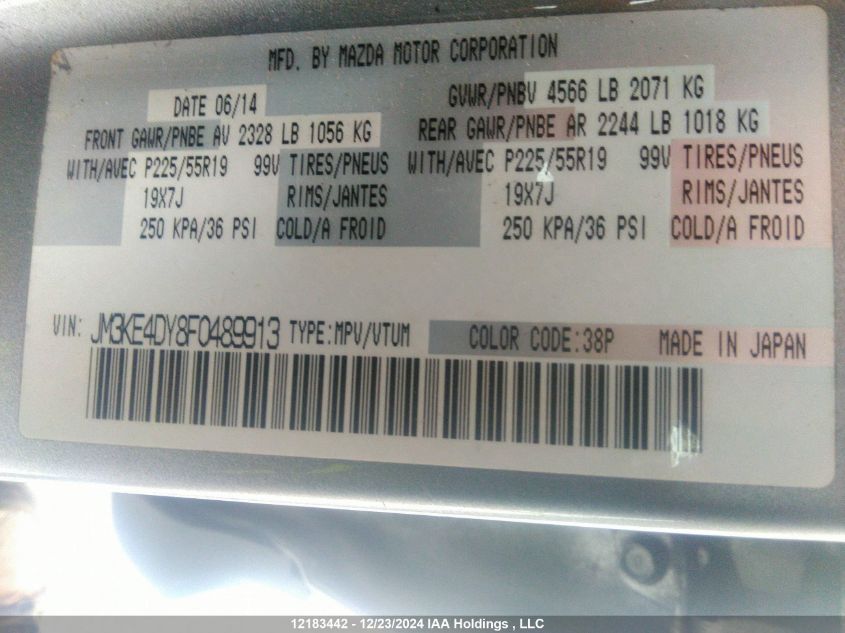 MFD. BY MAZDA MOTOR CORPORATION
DATE 06/14 GVWR/PNBV 4566 LB 2071 KG
FRONT GAWR/PNBE AV 2328 LB 1056 KG REAR GAWR/PNBE AR 2244 LB 1018 KG
WITH/AVEC P225/55R19 99V TIRES/PNEUS WITH/AVEC P225/55R19 99V TIRES/PNEUS
19X7J RIMS/JANTES 19X7J RIMS/JANTES
250 KPA/36 PSI COLD/A FROID 250 KPA/36 PSI COLD/A FROID
VIN: JM3KE4DY8F0489913 TYPE:MPV/VTUM COLOR CODE:38P MADE IN JAPAN
12183442 - 12/23/2024 IAA Holdings , LLC